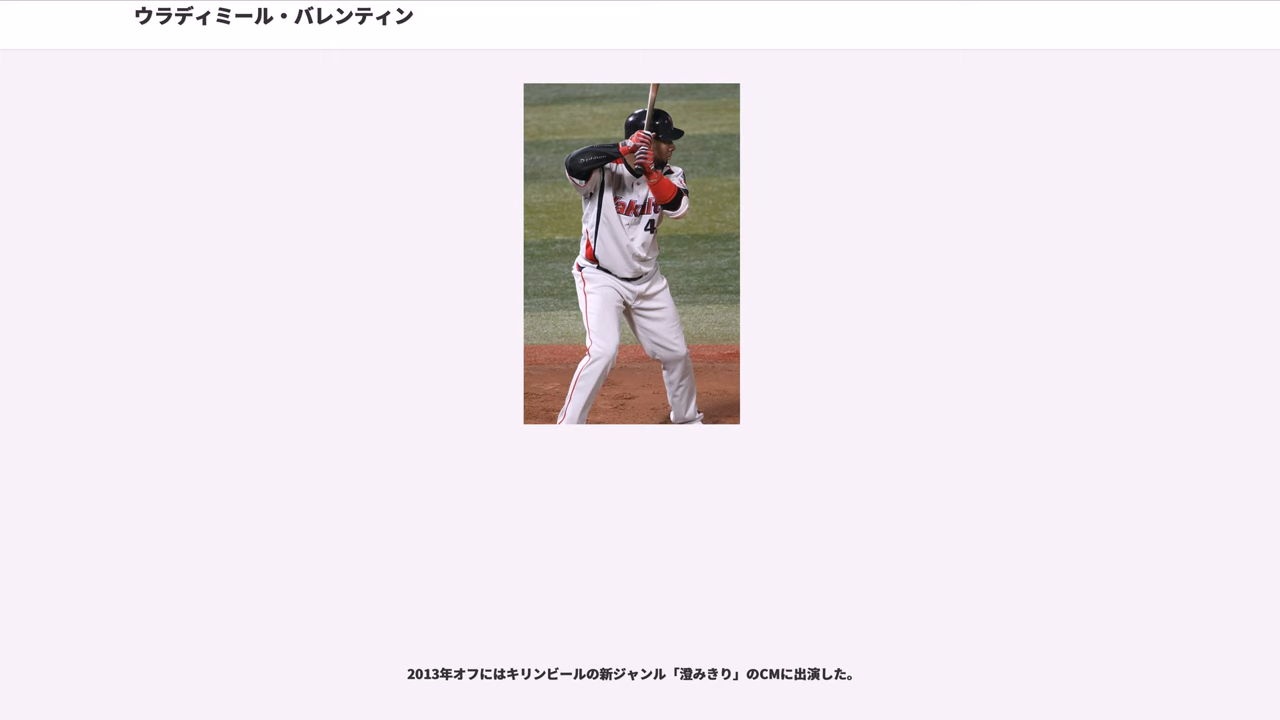 ウラディミール・バレンティン
Yakult
4
2013年オフにはキリンビールの新ジャンル「澄みきり」のCMに出演した。